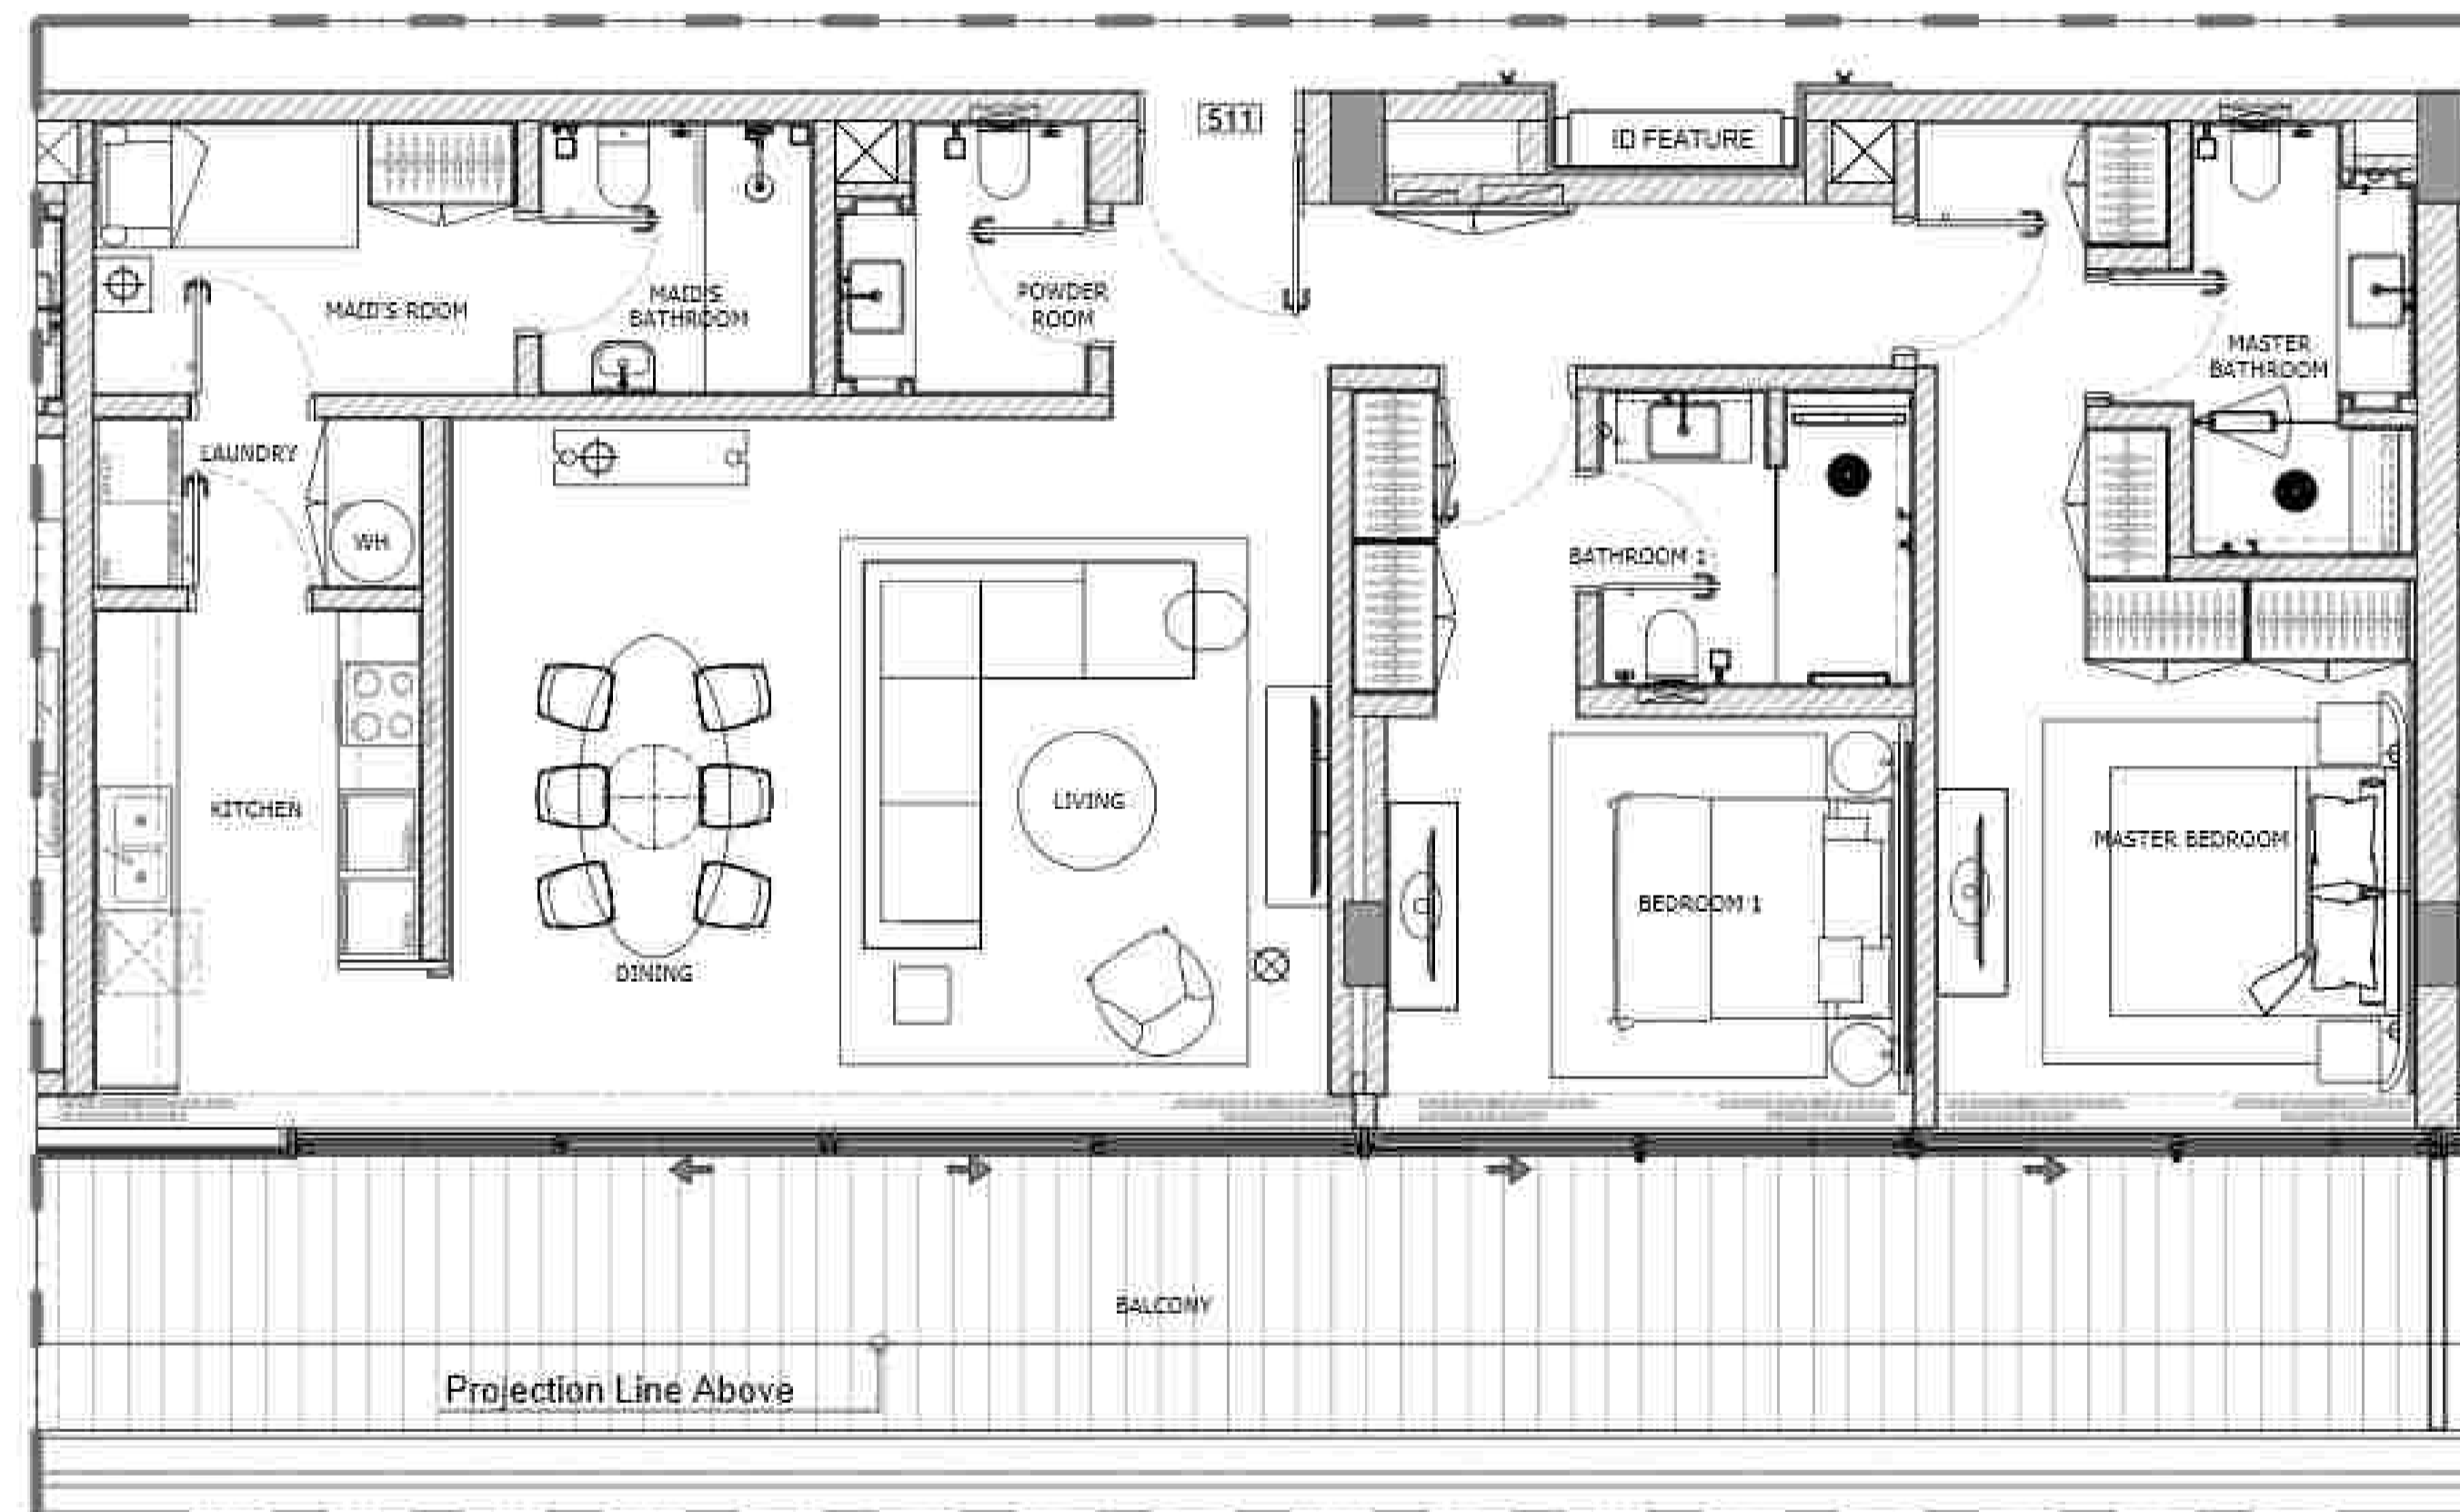 511
ID FEATURE
MAID'S ROOM
MAID'S
BATHROOM
POWDER
ROOM
MASTER
BATHROOM
LAUNDRY
WH
BATHROOM 1
KITCHEN
LIVING
MASTER BEDROOM
BEDROOM 1
DINING
BALCONY
Projection Line Above